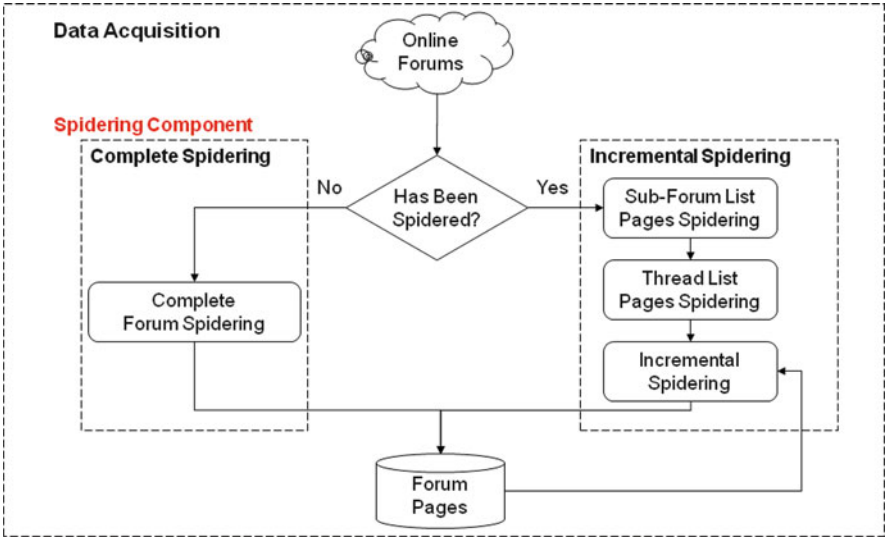 Data Acquisition
Online
Forums
Spidering Component
Complete Spidering
Incremental Spidering
No
Has Been
Spidered?
Yes
Sub-Forum List
Pages Spidering
Thread List
Pages Spidering
Complete
Forum Spidering
Incremental
Spidering
Forum
Pages